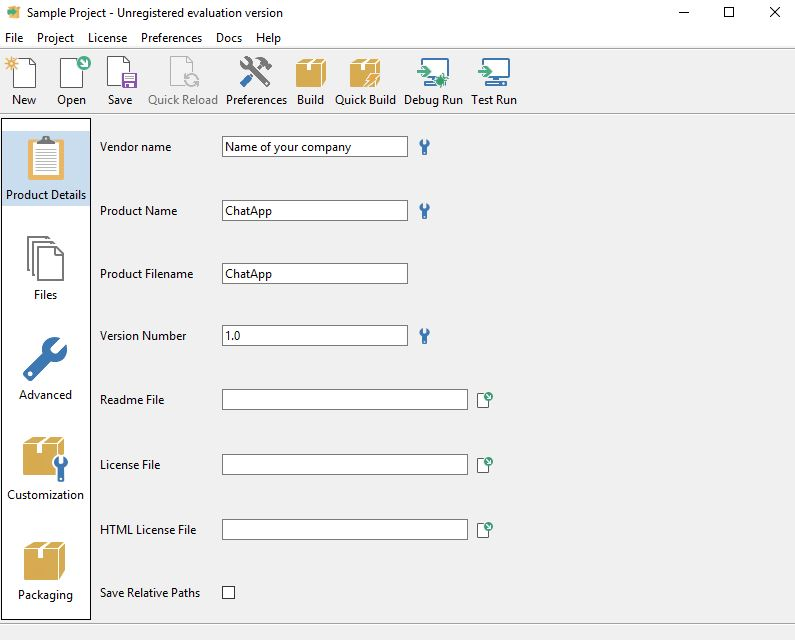 Sample Project - Unregistered evaluation version
File Project License Preferences Docs Help
New Open Save Quick Reload Preferences Build Quick Build Debug Run Test Run
Product Details
Files
Advanced
Customization
Packaging
Vendor name Name of your company
Product Name ChatApp
Product Filename ChatApp
Version Number 1.0
Readme File
License File
HTML License File
Save Relative Paths